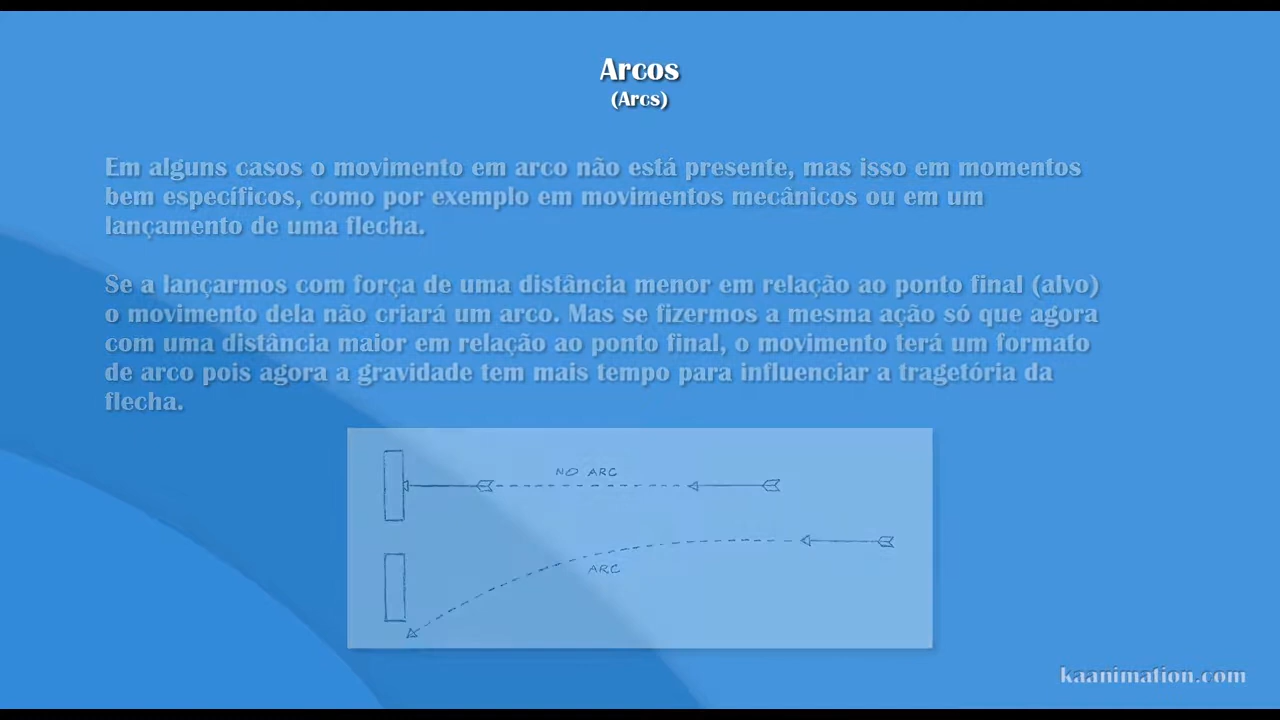 Arcos
(Arcs)
Em alguns casos o movimento em arco não está presente, mas isso em momentos
bem específicos, como por exemplo em movimentos mecânicos ou em um
lançamento de uma flecha.
Se a lançarmos com força de uma distância menor em relação ao ponto final (alvo)
o movimento dela não criará um arco. Mas se fizermos a mesma ação só que agora
com uma distância maior em relação ao ponto final, o movimento terá um formato
de arco pois agora a gravidade tem mais tempo para influenciar a tragetória da
flecha.
NO ARC
ARC
kaanimation.com